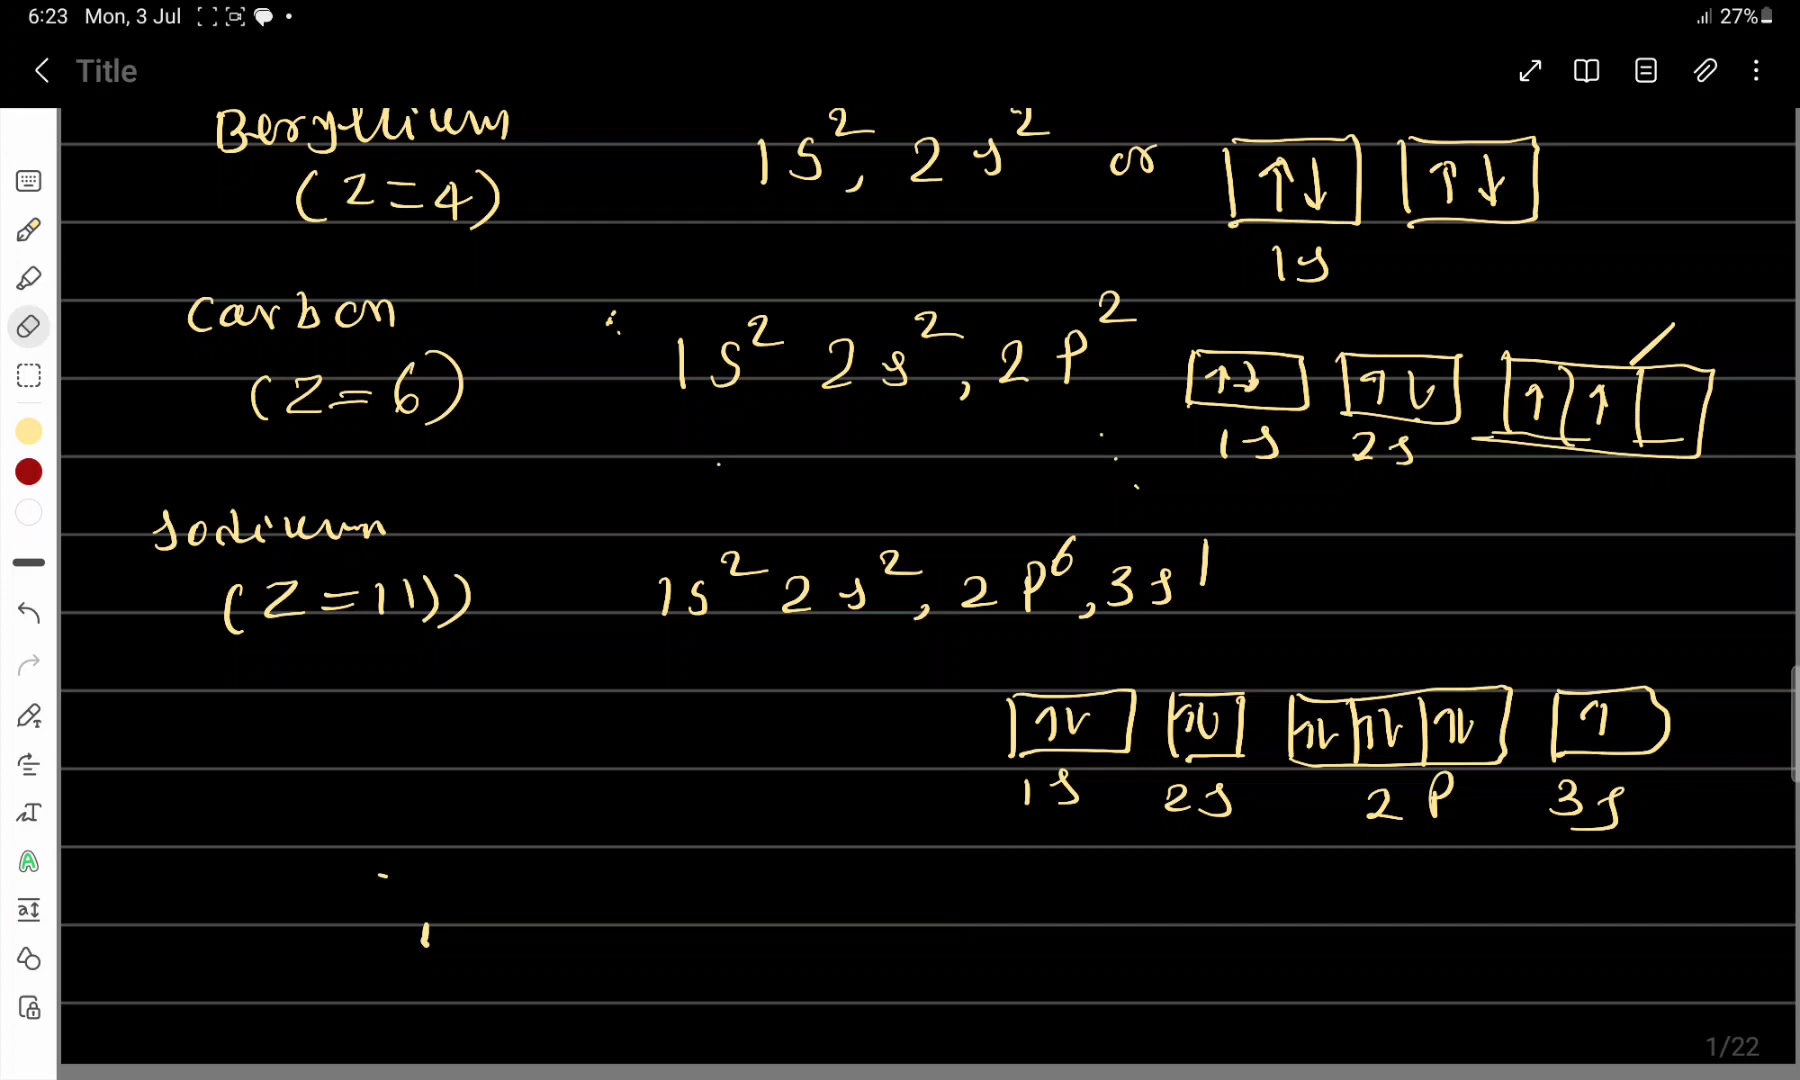 6:23 Mon, 3 Jul 27%
Title
Beryllium 1s², 2s² or ↑↓ ↑↓
(Z=4)
1s
Carbon : 1s² 2s², 2p² ↑↓ ↑↓ ↑ ↑
(Z=6)
1s 2s
Sodium
(Z=11)) 1s² 2s², 2p⁶, 3s¹
↑↓ ↑↓ ↑↓ ↑↓ ↑↓ ↑
1s 2s 2p 3s
1/22